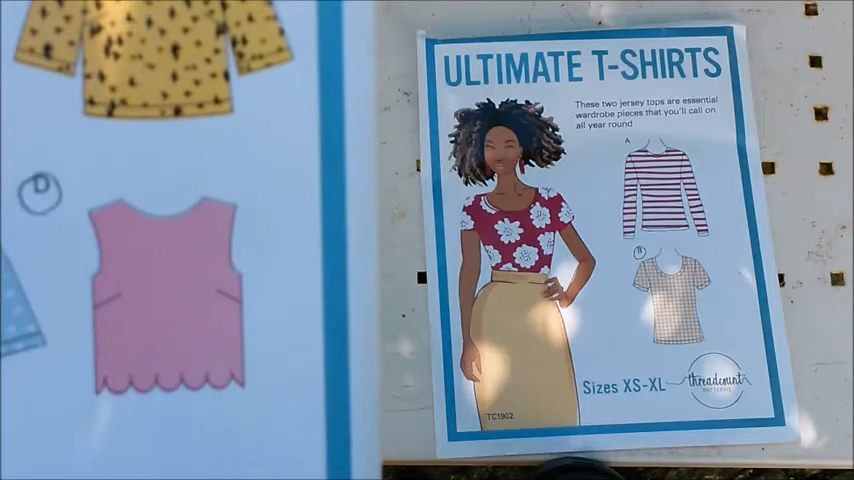 D
ULTIMATE T-SHIRTS
These two jersey tops are essential
wardrobe pieces that you'll call on
all year round
A
B
Sizes XS-XL
threadcount
PATTERNS
TC1902